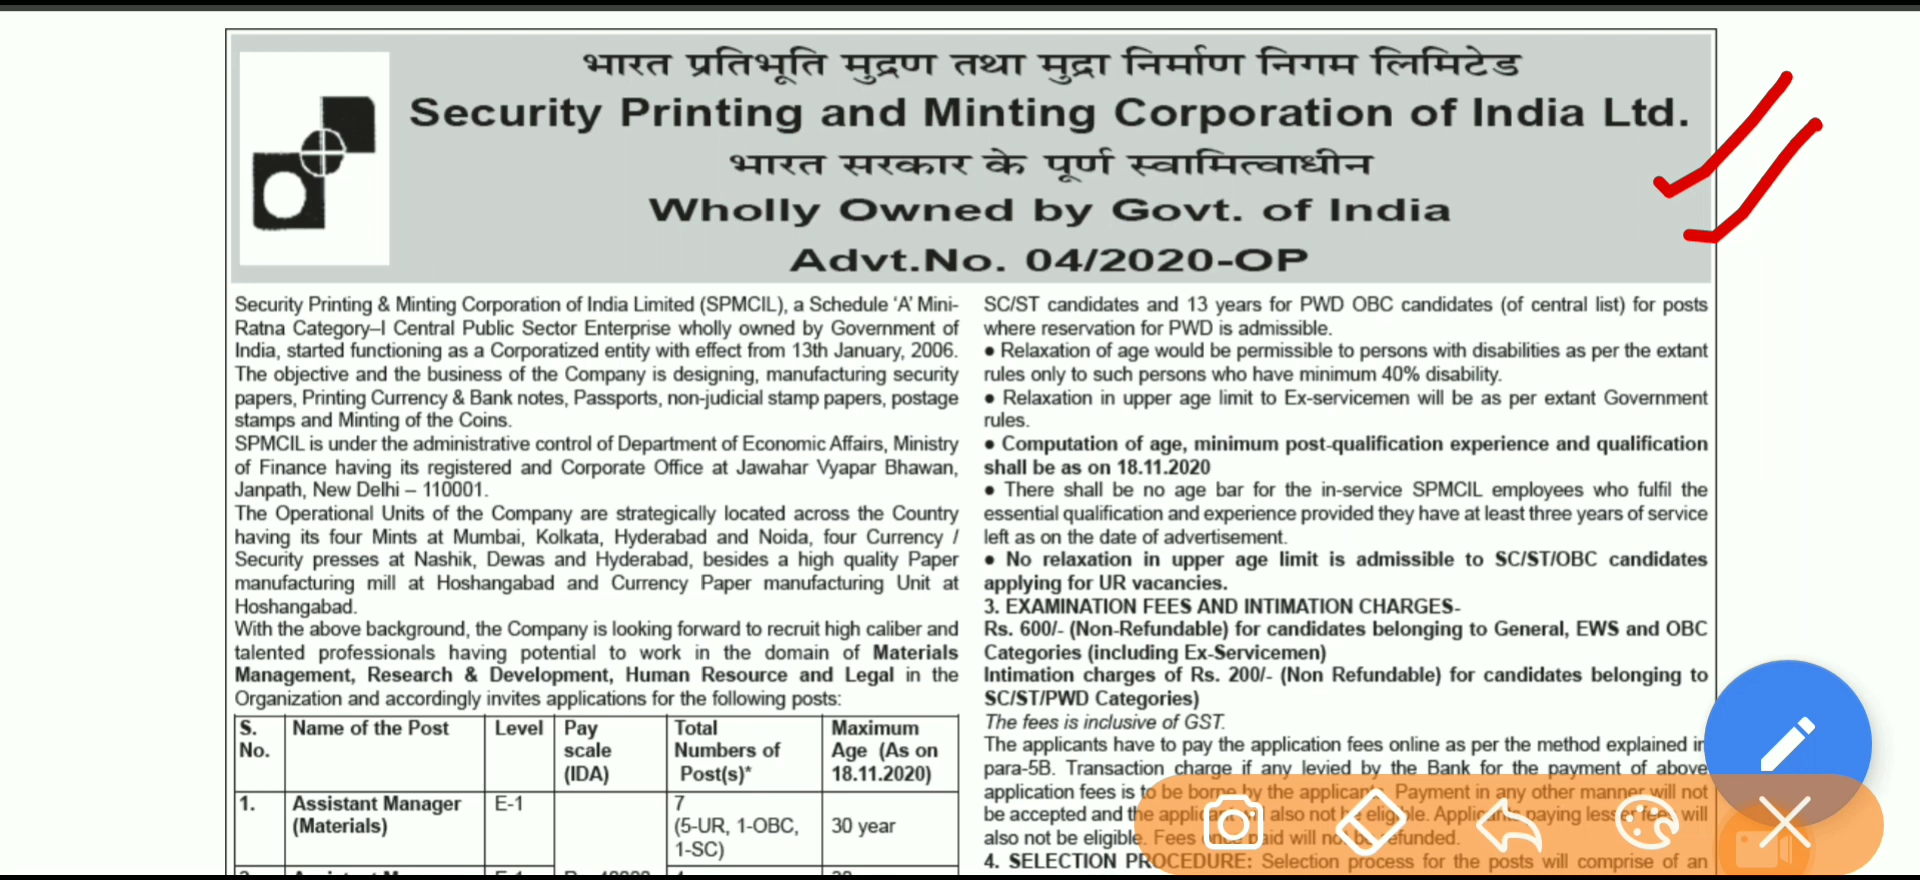 भारत प्रतिभूति मुद्रण तथा मुद्रा निर्माण निगम लिमिटेड
Security Printing and Minting Corporation of India Ltd.
भारत सरकार के पूर्ण स्वामित्वाधीन
Wholly Owned by Govt. of India
Advt.No. 04/2020-OP
Security Printing & Minting Corporation of India Limited (SPMCIL), a Schedule 'A' Mini-
Ratna Category–I Central Public Sector Enterprise wholly owned by Government of
India, started functioning as a Corporatized entity with effect from 13th January, 2006.
The objective and the business of the Company is designing, manufacturing security
papers, Printing Currency & Bank notes, Passports, non-judicial stamp papers, postage
stamps and Minting of the Coins.
SPMCIL is under the administrative control of Department of Economic Affairs, Ministry
of Finance having its registered and Corporate Office at Jawahar Vyapar Bhawan,
Janpath, New Delhi – 110001.
The Operational Units of the Company are strategically located across the Country
having its four Mints at Mumbai, Kolkata, Hyderabad and Noida, four Currency /
Security presses at Nashik, Dewas and Hyderabad, besides a high quality Paper
manufacturing mill at Hoshangabad and Currency Paper manufacturing Unit at
Hoshangabad.
With the above background, the Company is looking forward to recruit high caliber and
talented professionals having potential to work in the domain of Materials
Management, Research & Development, Human Resource and Legal in the
Organization and accordingly invites applications for the following posts:
S. No. Name of the Post Level Pay scale (IDA) Total Numbers of Post(s)* Maximum Age (As on 18.11.2020)
1. Assistant Manager (Materials) E-1 7 (5-UR, 1-OBC, 1-SC) 30 year
SC/ST candidates and 13 years for PWD OBC candidates (of central list) for posts
where reservation for PWD is admissible.
● Relaxation of age would be permissible to persons with disabilities as per the extant
rules only to such persons who have minimum 40% disability.
● Relaxation in upper age limit to Ex-servicemen will be as per extant Government
rules.
● Computation of age, minimum post-qualification experience and qualification
shall be as on 18.11.2020
● There shall be no age bar for the in-service SPMCIL employees who fulfil the
essential qualification and experience provided they have at least three years of service
left as on the date of advertisement.
● No relaxation in upper age limit is admissible to SC/ST/OBC candidates
applying for UR vacancies.
3. EXAMINATION FEES AND INTIMATION CHARGES-
Rs. 600/- (Non-Refundable) for candidates belonging to General, EWS and OBC
Categories (including Ex-Servicemen)
Intimation charges of Rs. 200/- (Non Refundable) for candidates belonging to
SC/ST/PWD Categories)
The fees is inclusive of GST.
The applicants have to pay the application fees online as per the method explained in
para-5B. Transaction charge if any levied by the Bank for the payment of above
application fees is to be borne by the applicant. Payment in any other manner will not
be accepted and the also not be eligible. paying lesser fees will
also not be eligible. Fees will not be refunded.
4. SELECTION PROCEDURE: Selection process for the posts will comprise of an